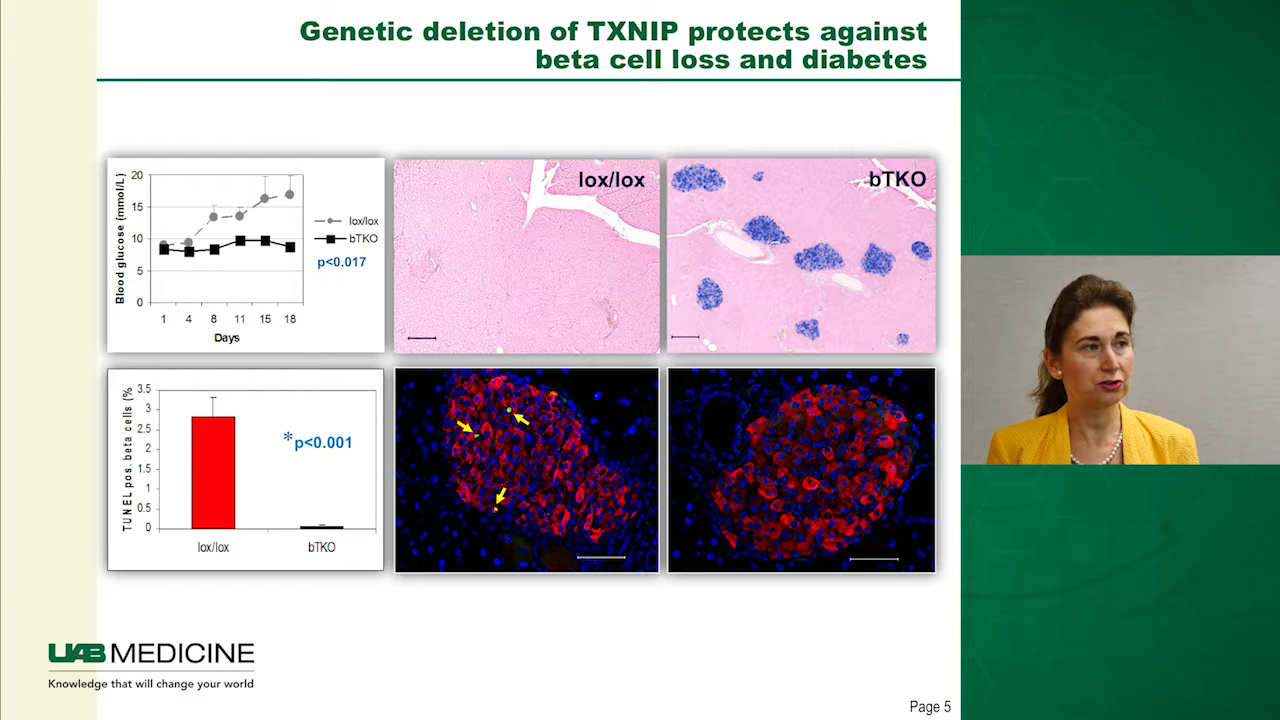 Genetic deletion of TXNIP protects against
beta cell loss and diabetes
Blood glucose (mmol/L)
20
15
10
5
0
1 4 8 11 15 18
Days
lox/lox
bTKO
p<0.017
lox/lox
bTKO
TUNEL pos. beta cells (%
3.5
3
2.5
2
1.5
1
0.5
0
*p<0.001
lox/lox bTKO
UAB MEDICINE
Knowledge that will change your world
Page 5